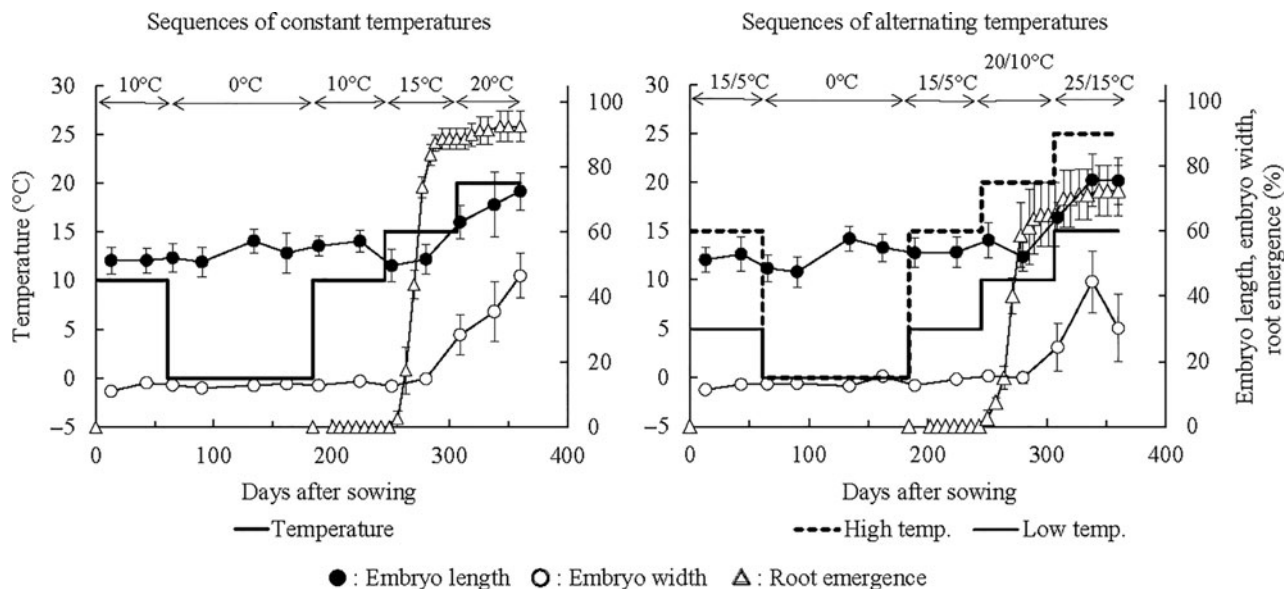 Sequences of constant temperatures
10°C 0°C 10°C 15°C 20°C
30
25
20
15
10
5
0
−5
Temperature (°C)
100
80
60
40
20
0
0 100 200 300 400
Days after sowing
Temperature
Sequences of alternating temperatures
20/10°C
15/5°C 0°C 15/5°C 25/15°C
30
25
20
15
10
5
0
−5
100
80
60
40
20
0
Embryo length, embryo width,
root emergence (%)
0 100 200 300 400
Days after sowing
High temp. Low temp.
: Embryo length : Embryo width : Root emergence